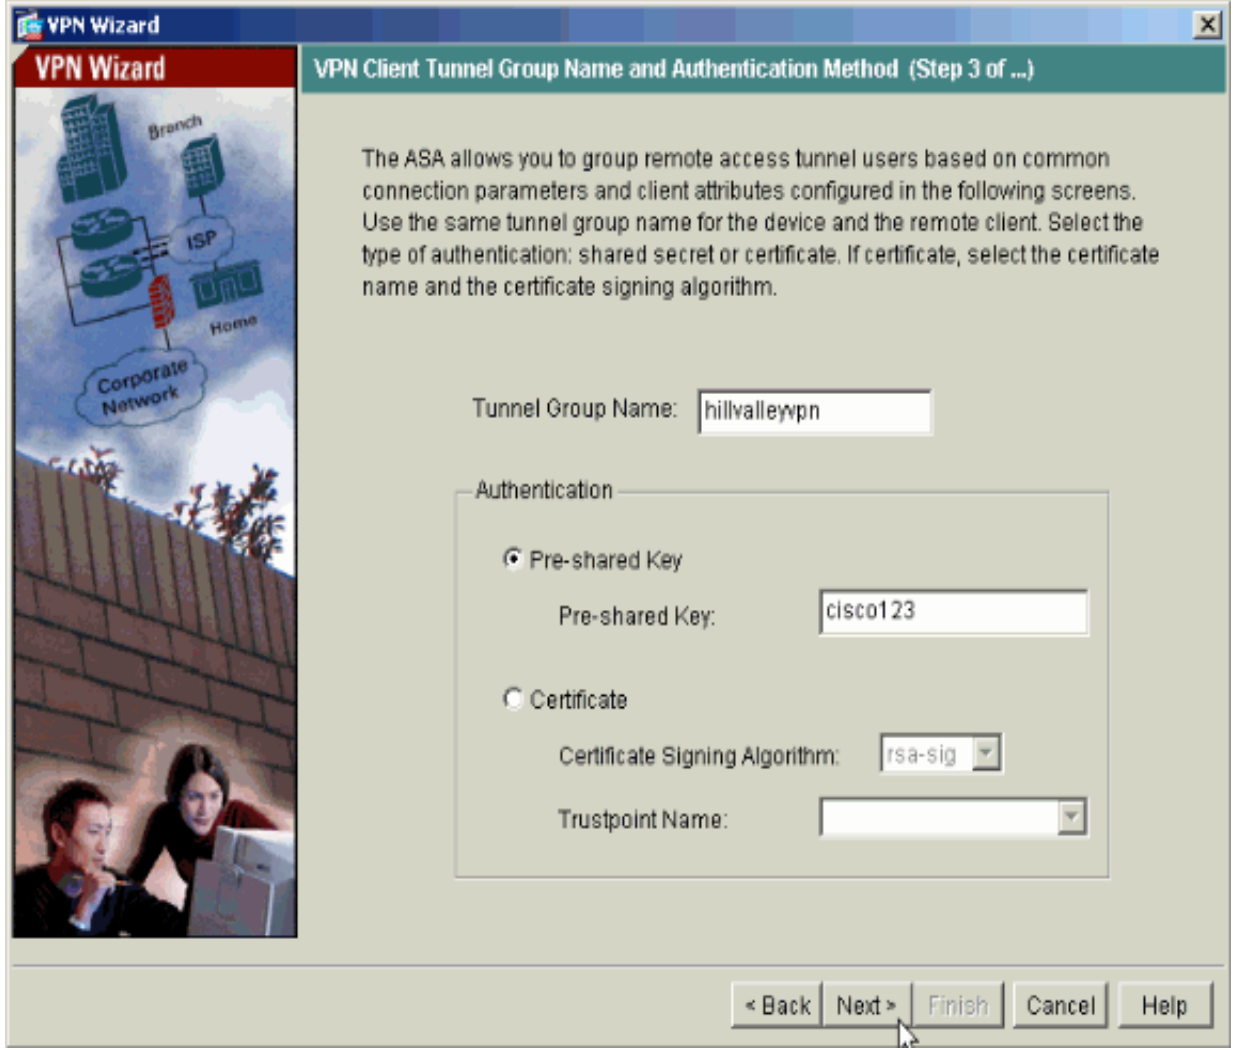 VPN Wizard
VPN Wizard
VPN Client Tunnel Group Name and Authentication Method (Step 3 of ...)
Branch
ISP
Home
Corporate
Network
The ASA allows you to group remote access tunnel users based on common
connection parameters and client attributes configured in the following screens.
Use the same tunnel group name for the device and the remote client. Select the
type of authentication: shared secret or certificate. If certificate, select the certificate
name and the certificate signing algorithm.
Tunnel Group Name: hillvalleyvpn
Authentication
Pre-shared Key
Pre-shared Key: cisco123
Certificate
Certificate Signing Algorithm: rsa-sig
Trustpoint Name:
< Back Next > Finish Cancel Help